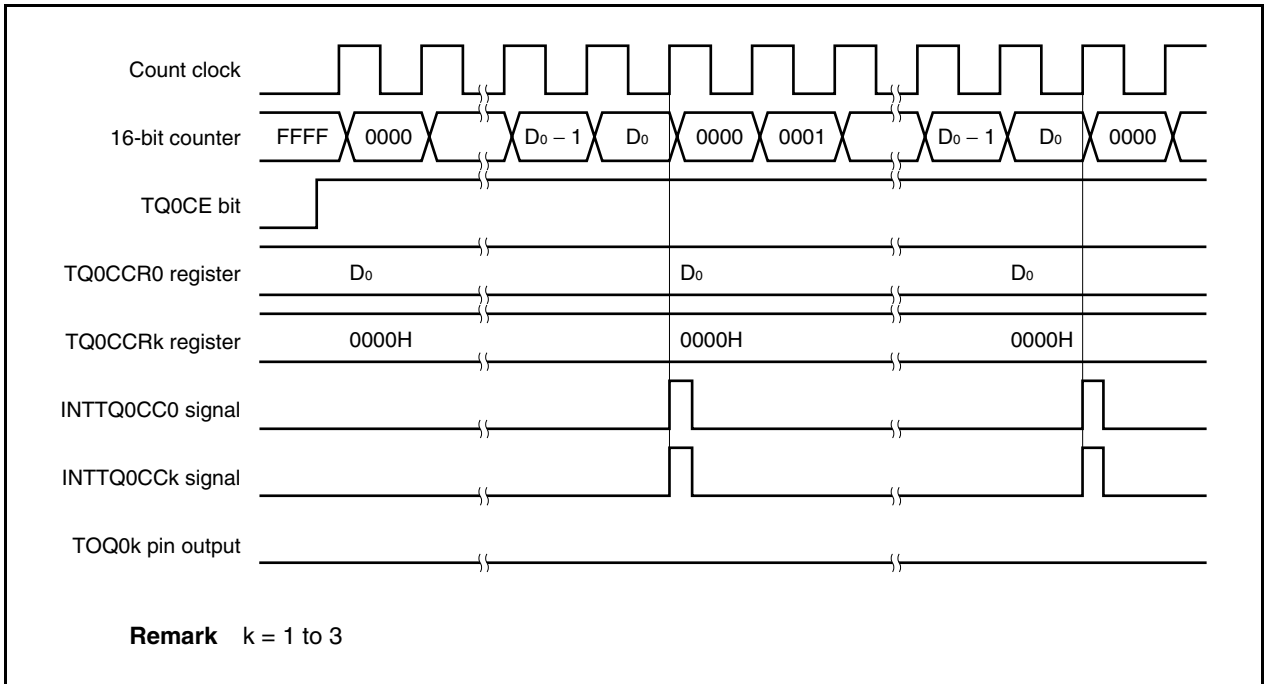 Count clock
16-bit counter FFFF 0000 D₀ − 1 D₀ 0000 0001 D₀ − 1 D₀ 0000
TQ0CE bit
TQ0CCR0 register D₀ D₀ D₀
TQ0CCRk register 0000H 0000H 0000H
INTTQ0CC0 signal
INTTQ0CCk signal
TOQ0k pin output
Remark k = 1 to 3